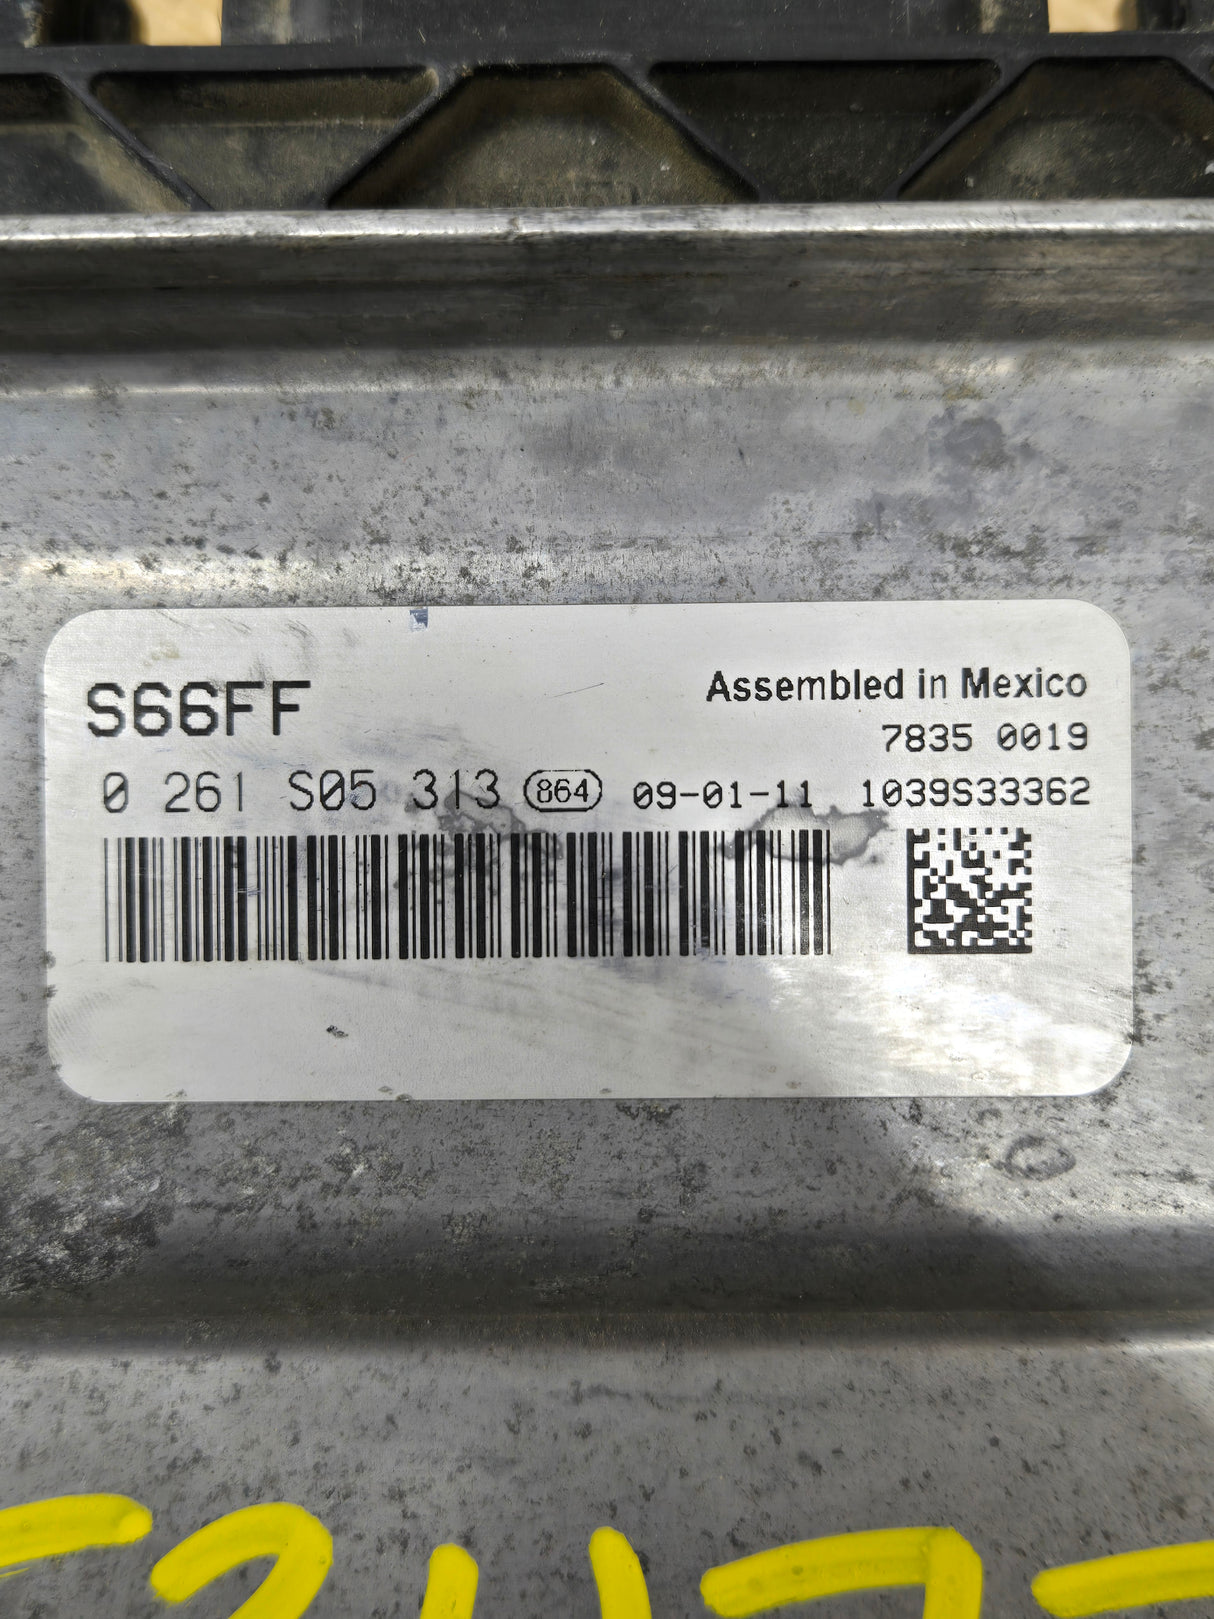 S66FF
Assembled in Mexico
7835 0019
0 261 S05 313 864 09-01-11 1039S33362